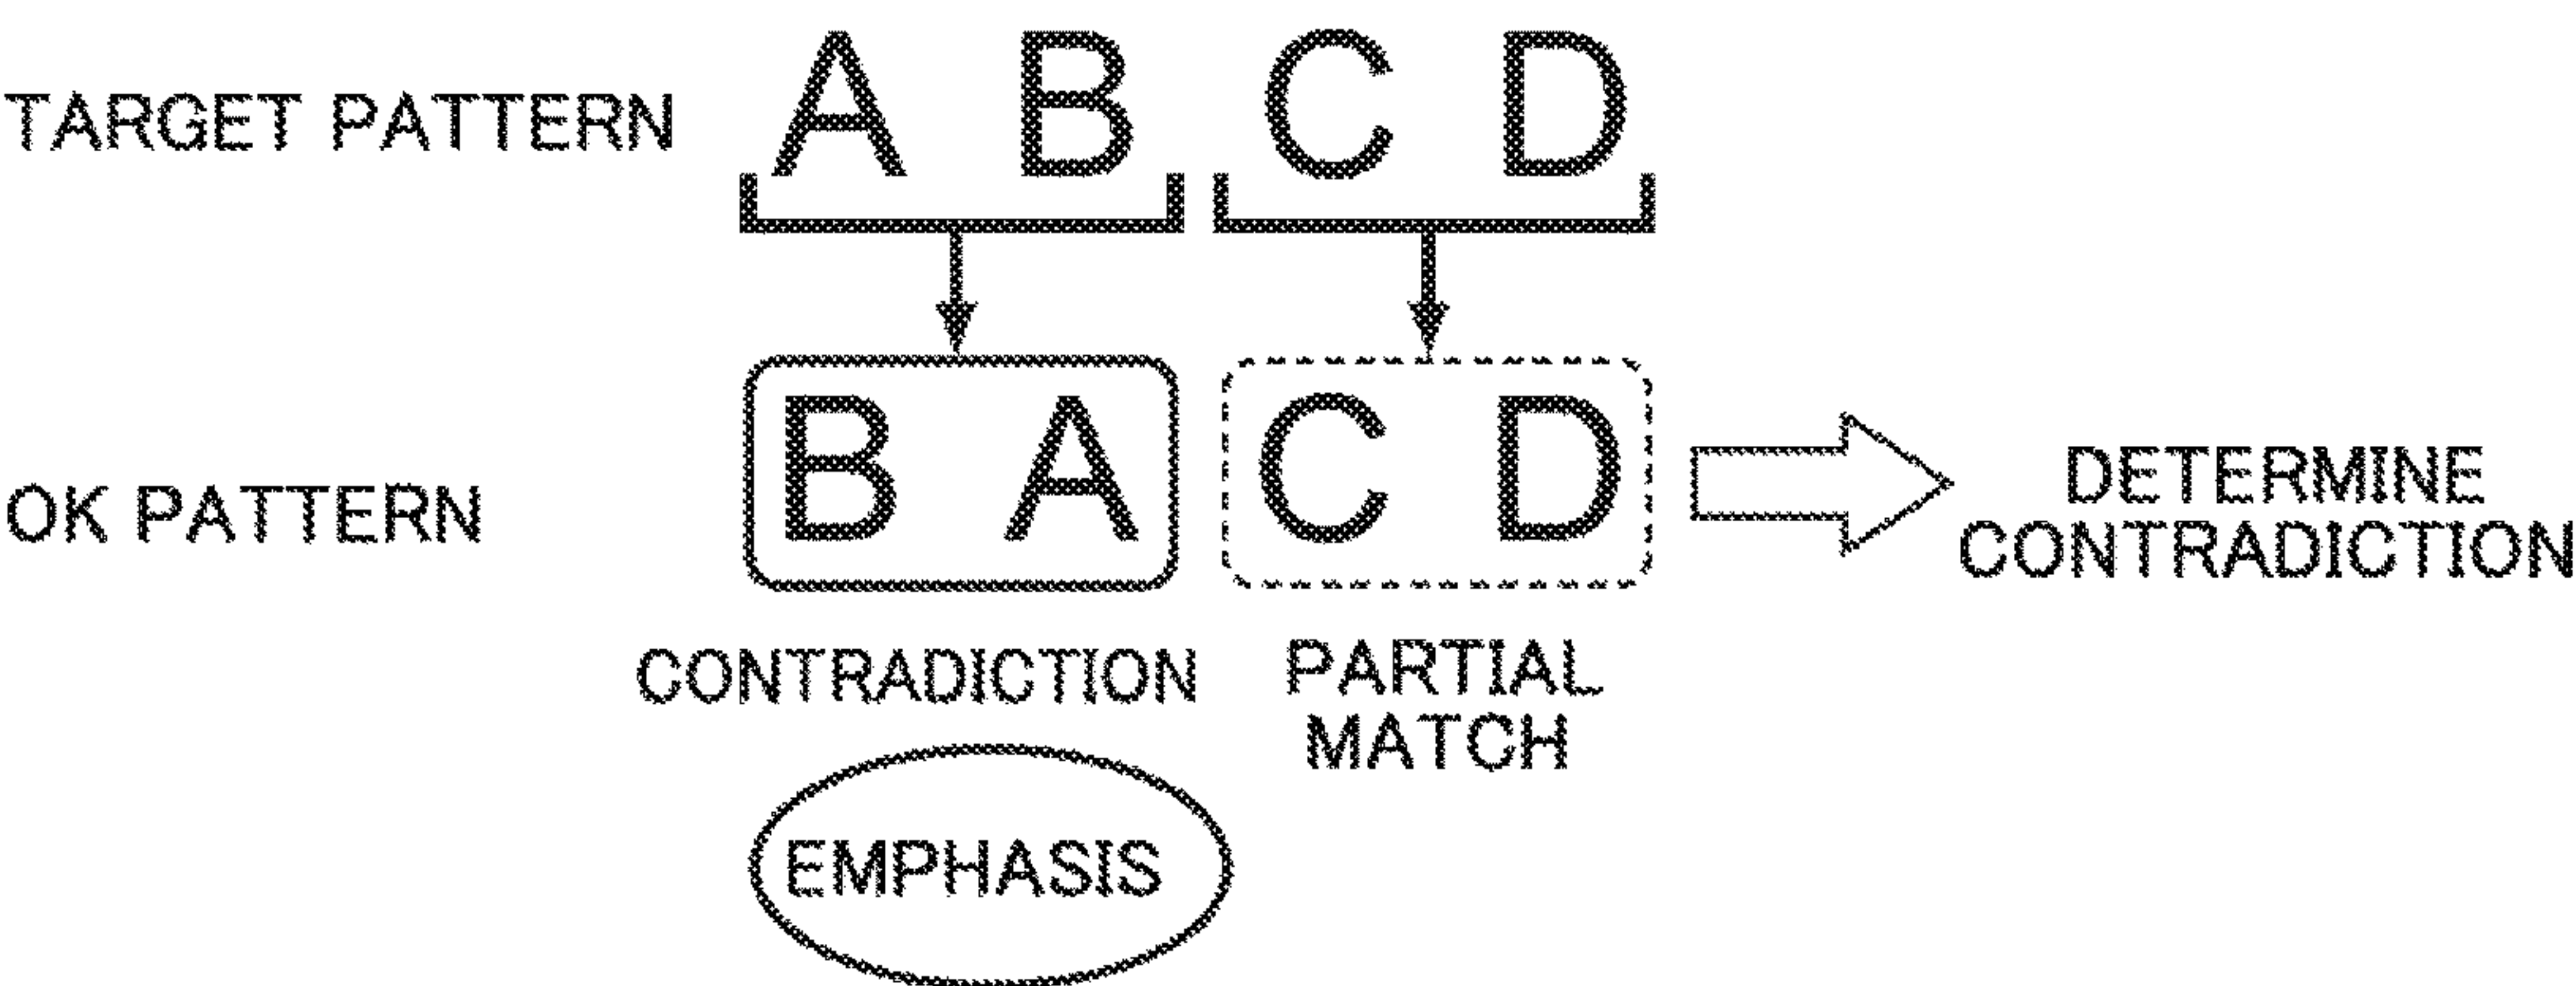 TARGET PATTERN A B C D
OK PATTERN B A C D
DETERMINE
CONTRADICTION
CONTRADICTION
PARTIAL
MATCH
EMPHASIS